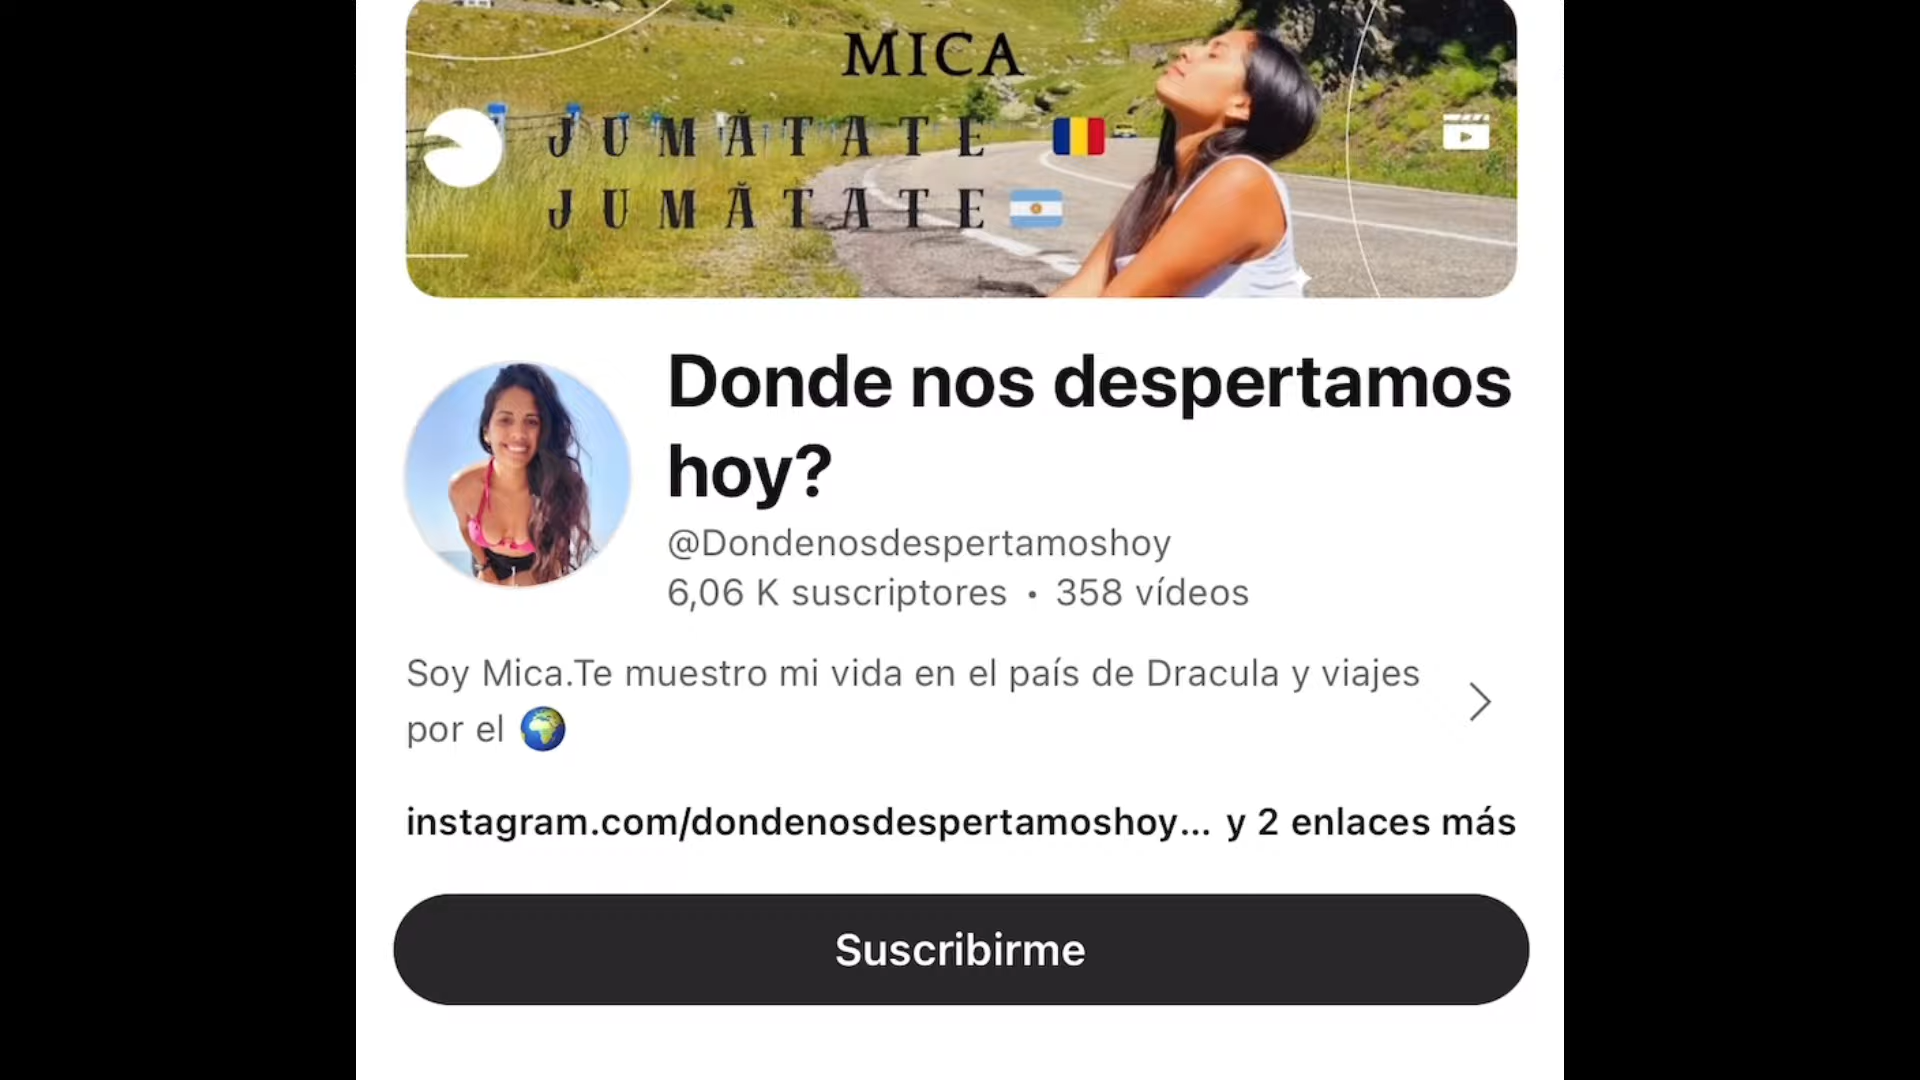 MICA
JUMĂTATE 🇷🇴
JUMĂTATE 🇦🇷
Donde nos despertamos
hoy?
@Dondenosdespertamoshoy
6,06 K suscriptores • 358 vídeos
Soy Mica.Te muestro mi vida en el país de Dracula y viajes
por el 🌍
instagram.com/dondenosdespertamoshoy... y 2 enlaces más
Suscribirme